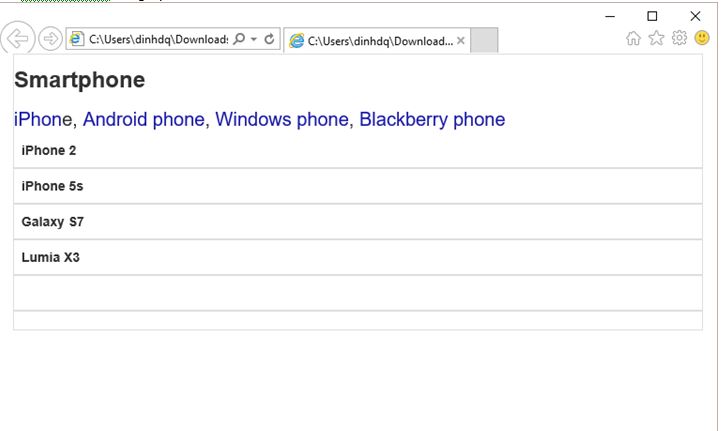 C:\Users\dinhdq\Downloads
C:\Users\dinhdq\Download...
Smartphone
iPhone, Android phone, Windows phone, Blackberry phone
iPhone 2
iPhone 5s
Galaxy S7
Lumia X3